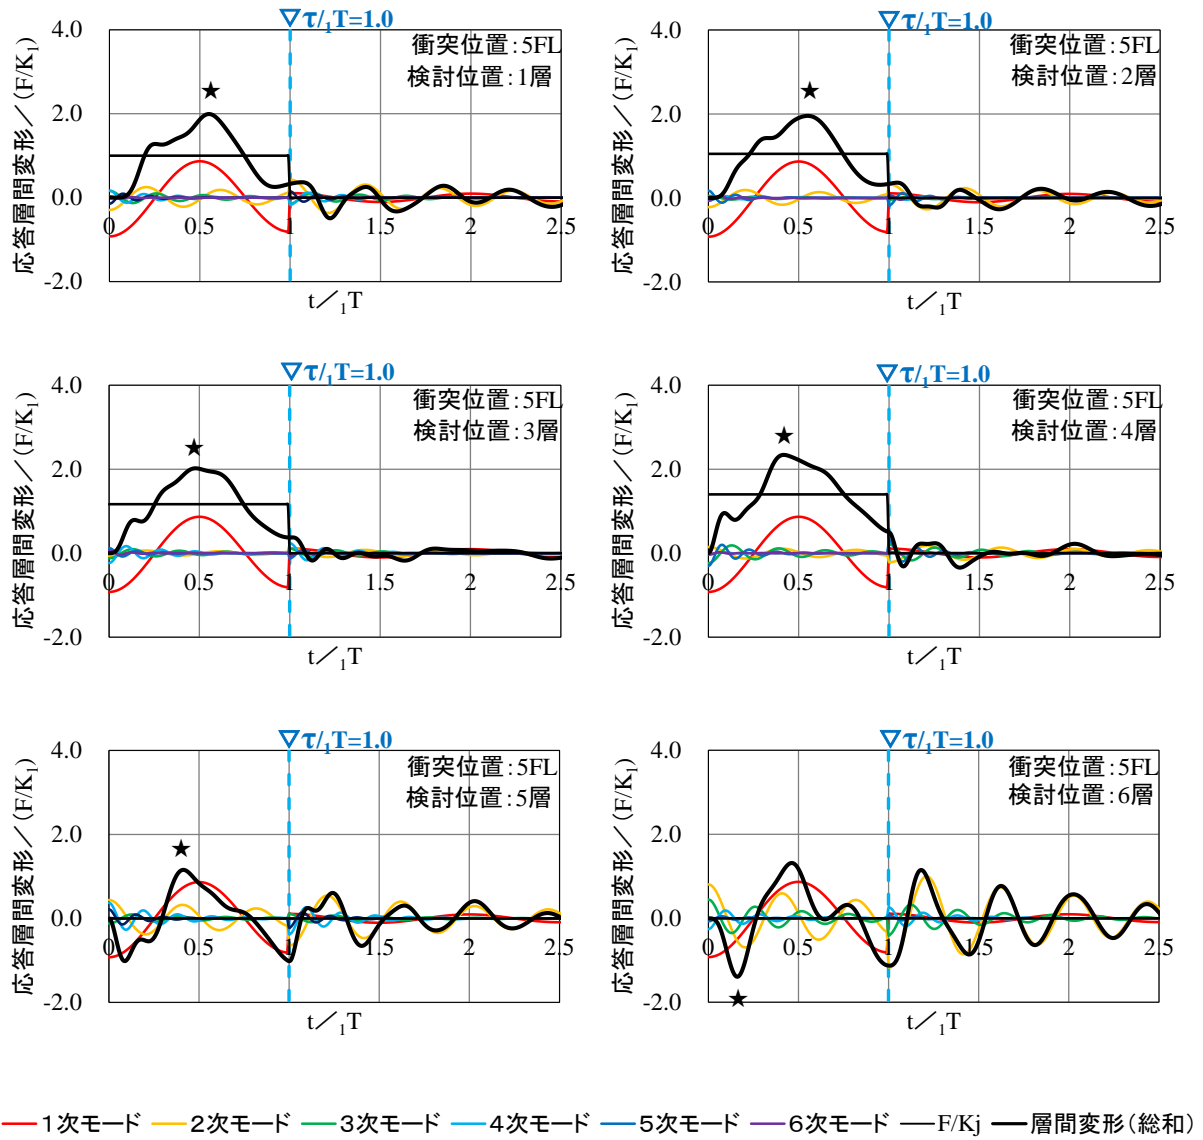 ▽τ/₁T=1.0
応答層間変形／(F/K₁)
4.0
2.0
0.0
-2.0
衝突位置:5FL
検討位置:1層
0 0.5 1 1.5 2 2.5
t／₁T
▽τ/₁T=1.0
応答層間変形／(F/K₁)
4.0
2.0
0.0
-2.0
衝突位置:5FL
検討位置:2層
0 0.5 1 1.5 2 2.5
t／₁T
▽τ/₁T=1.0
応答層間変形／(F/K₁)
4.0
2.0
0.0
-2.0
衝突位置:5FL
検討位置:3層
0 0.5 1 1.5 2 2.5
t／₁T
▽τ/₁T=1.0
応答層間変形／(F/K₁)
4.0
2.0
0.0
-2.0
衝突位置:5FL
検討位置:4層
0 0.5 1 1.5 2 2.5
t／₁T
▽τ/₁T=1.0
応答層間変形／(F/K₁)
4.0
2.0
0.0
-2.0
衝突位置:5FL
検討位置:5層
0 0.5 1 1.5 2 2.5
t／₁T
▽τ/₁T=1.0
応答層間変形／(F/K₁)
4.0
2.0
0.0
-2.0
衝突位置:5FL
検討位置:6層
0 0.5 1 1.5 2 2.5
t／₁T
1次モード 2次モード 3次モード 4次モード 5次モード 6次モード F/Kj 層間変形(総和)